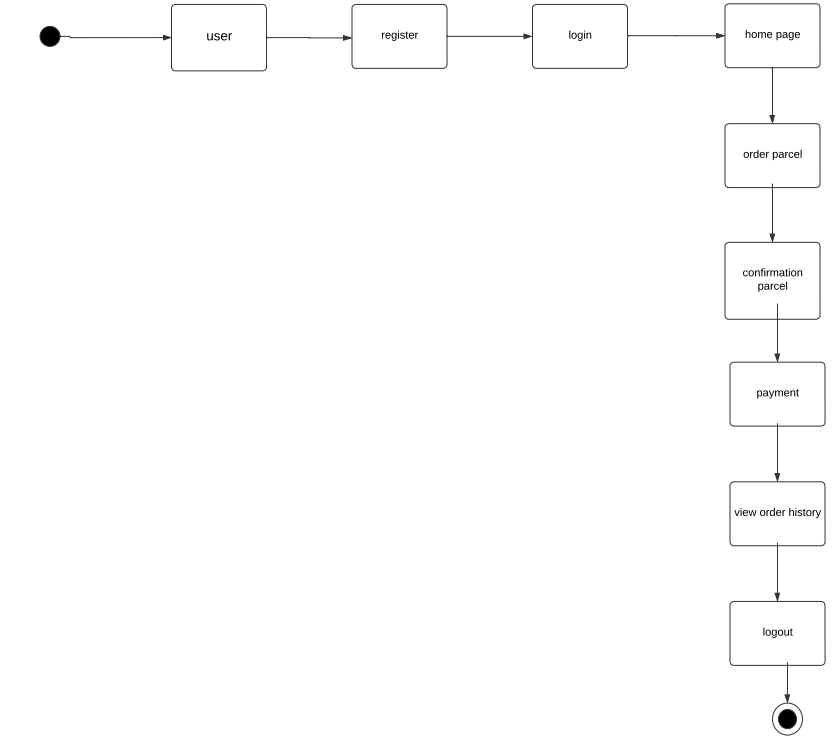 user
register
login
home page
order parcel
confirmation
parcel
payment
view order history
logout